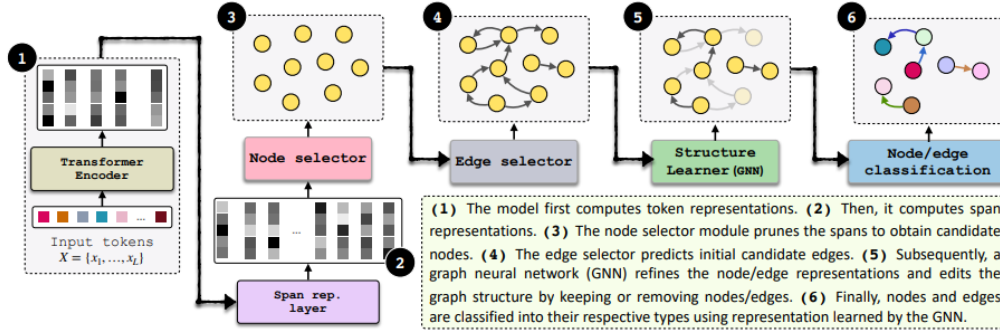 1
Transformer
Encoder
...
Input tokens
X = {x1,...,xL}
2
...
Span rep.
layer
3
Node selector
4
Edge selector
5
Structure
Learner (GNN)
6
Node/edge
classification
(1) The model first computes token representations. (2) Then, it computes span
representations. (3) The node selector module prunes the spans to obtain candidate
nodes. (4) The edge selector predicts initial candidate edges. (5) Subsequently, a
graph neural network (GNN) refines the node/edge representations and edits the
graph structure by keeping or removing nodes/edges. (6) Finally, nodes and edges
are classified into their respective types using representation learned by the GNN.